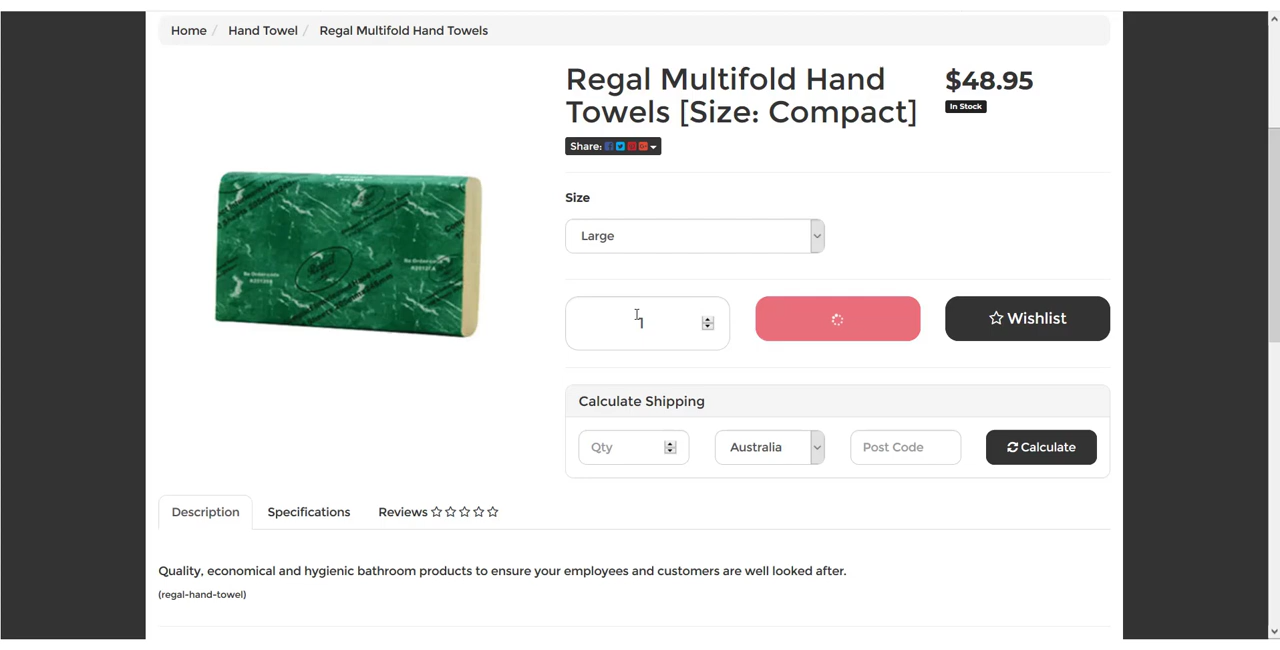 Home / Hand Towel / Regal Multifold Hand Towels
Regal Multifold Hand
Towels [Size: Compact]
$48.95
In Stock
Share:
Size
Large
1
Wishlist
Calculate Shipping
Qty
Australia
Post Code
Calculate
Description
Specifications
Reviews
Quality, economical and hygienic bathroom products to ensure your employees and customers are well looked after.
(regal-hand-towel)